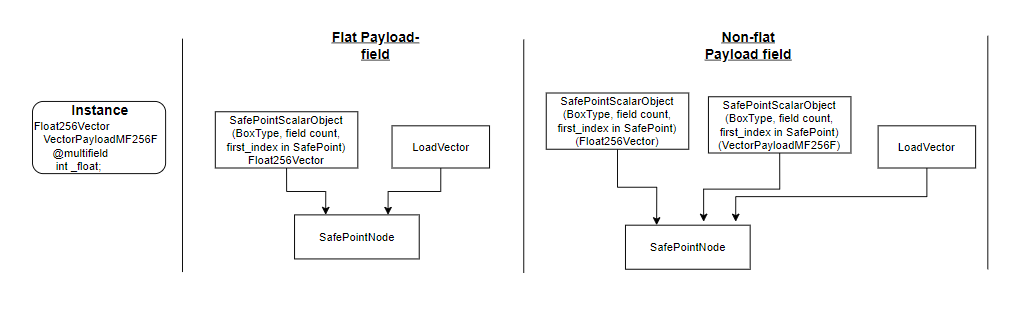 Flat Payload-
field
Non-flat
Payload field
Instance
Float256Vector
VectorPayloadMF256F
@multifield
int _float;
SafePointScalarObject
(BoxType, field count,
first_index in SafePoint)
Float256Vector
LoadVector
SafePointNode
SafePointScalarObject
(BoxType, field count,
first_index in SafePoint)
(Float256Vector)
SafePointScalarObject
(BoxType, field count,
first_index in SafePoint)
(VectorPayloadMF256F)
LoadVector
SafePointNode